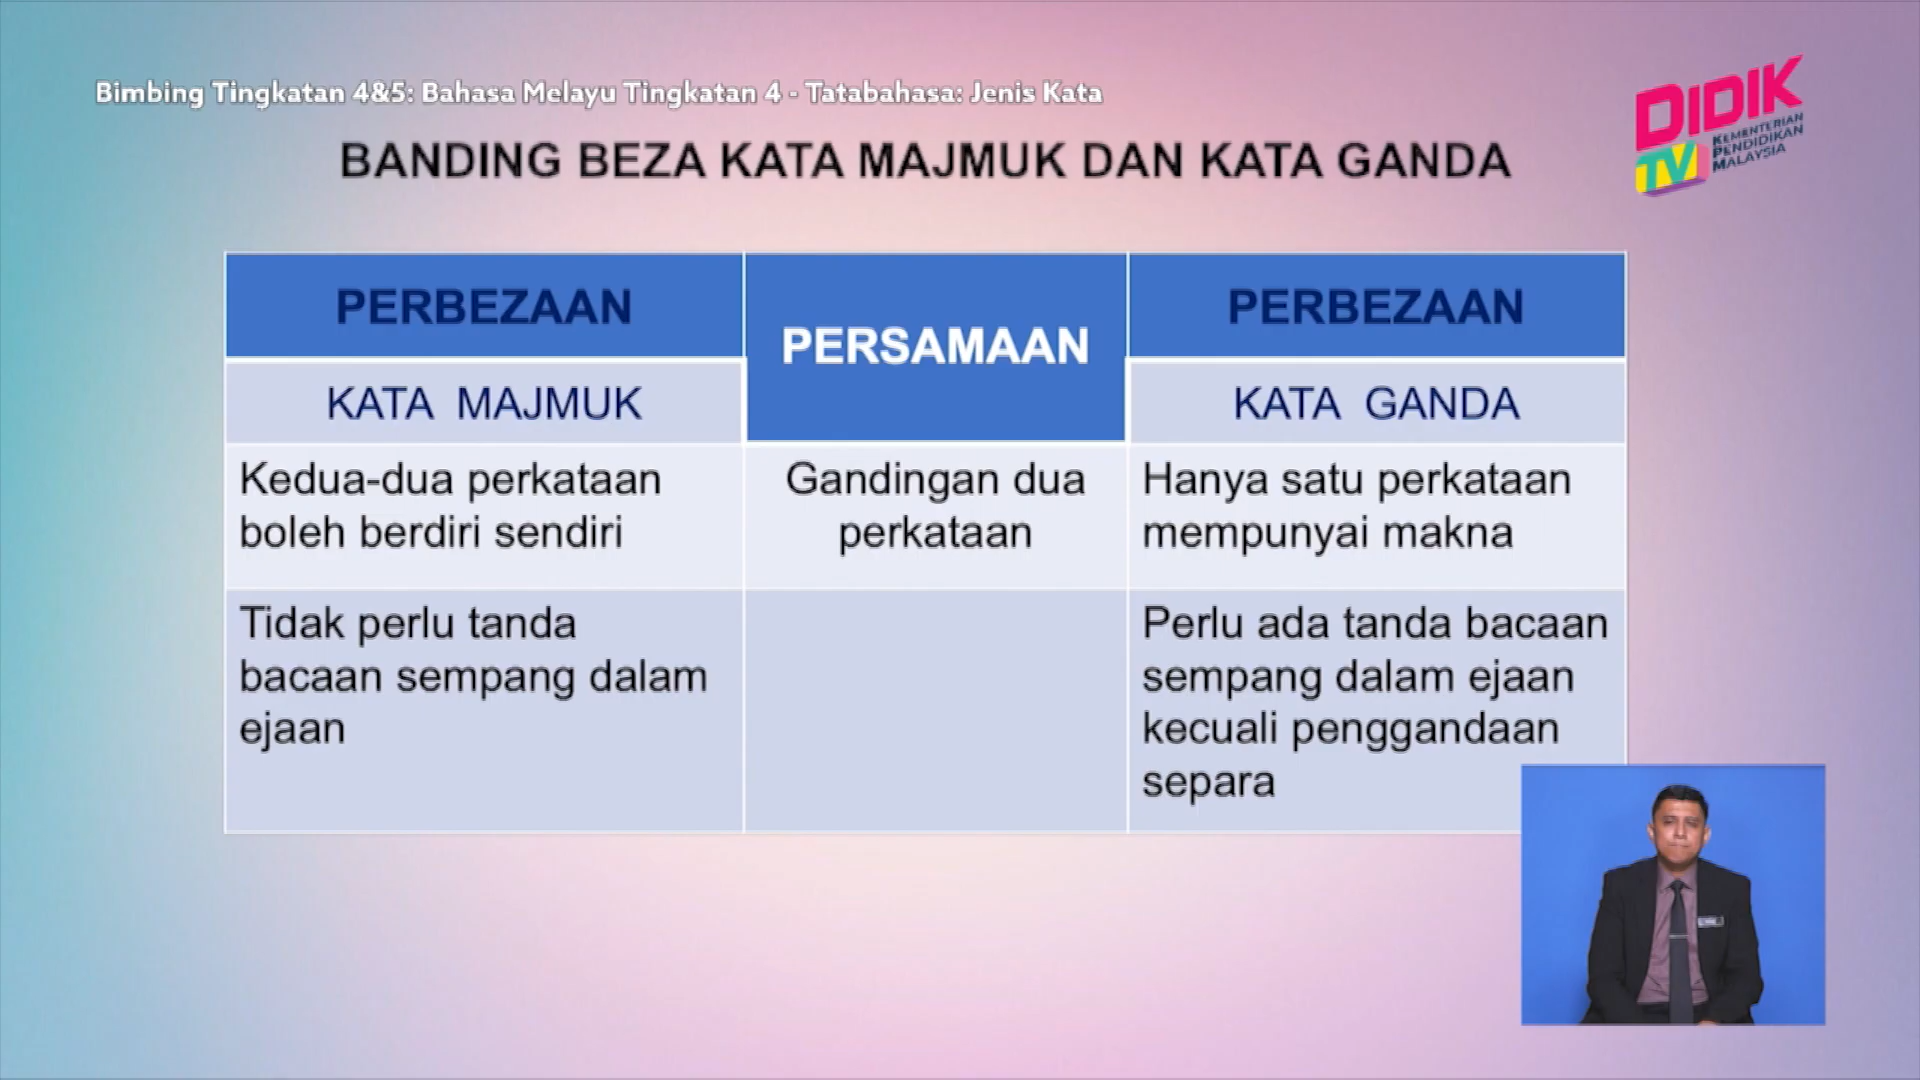 Bimbing Tingkatan 4&5: Bahasa Melayu Tingkatan 4 - Tatabahasa: Jenis Kata
DIDIK
TV
KEMENTERIAN
PENDIDIKAN
MALAYSIA
BANDING BEZA KATA MAJMUK DAN KATA GANDA
PERBEZAAN
PERSAMAAN
PERBEZAAN
KATA MAJMUK
KATA GANDA
Kedua-dua perkataan
boleh berdiri sendiri
Gandingan dua
perkataan
Hanya satu perkataan
mempunyai makna
Tidak perlu tanda
bacaan sempang dalam
ejaan
Perlu ada tanda bacaan
sempang dalam ejaan
kecuali penggandaan
separa